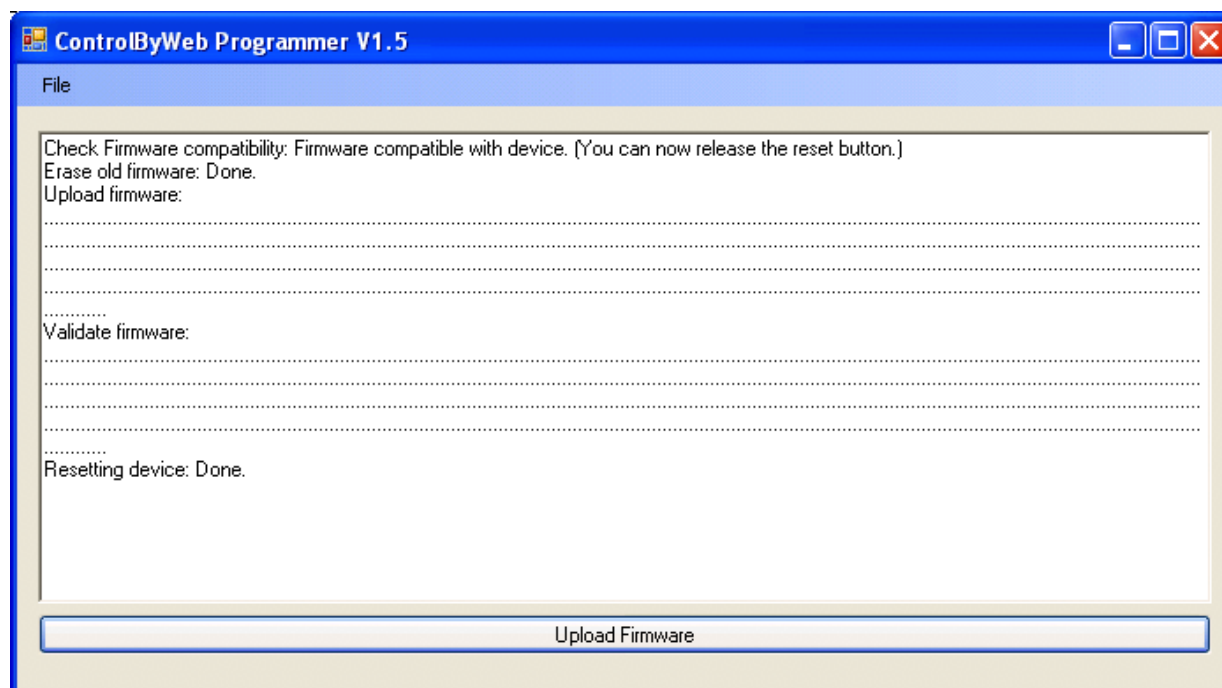 ControlByWeb Programmer V1.5
File
Check Firmware compatibility: Firmware compatible with device. (You can now release the reset button.)
Erase old firmware: Done.
Upload firmware:
Validate firmware:
Resetting device: Done.
Upload Firmware